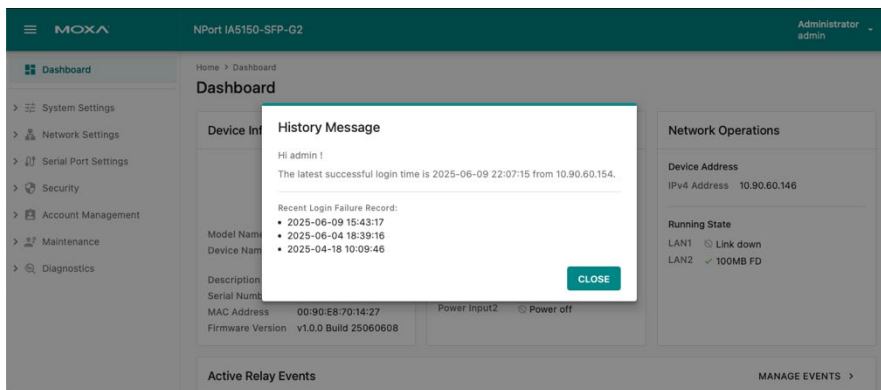 MOXA
NPort IA5150-SFP-G2
Administrator
admin
Dashboard
System Settings
Network Settings
Serial Port Settings
Security
Account Management
Maintenance
Diagnostics
Home > Dashboard
Dashboard
Device Inf
Model Name
Device Nam
Description
Serial Numb
MAC Address 00:90:E8:70:14:27
Firmware Version v1.0.0 Build 25060608
Power Input2 Power off
History Message
Hi admin !
The latest successful login time is 2025-06-09 22:07:15 from 10.90.60.154.
Recent Login Failure Record:
• 2025-06-09 15:43:17
• 2025-06-04 18:39:16
• 2025-04-18 10:09:46
CLOSE
Network Operations
Device Address
IPv4 Address 10.90.60.146
Running State
LAN1 Link down
LAN2 100MB FD
Active Relay Events
MANAGE EVENTS >